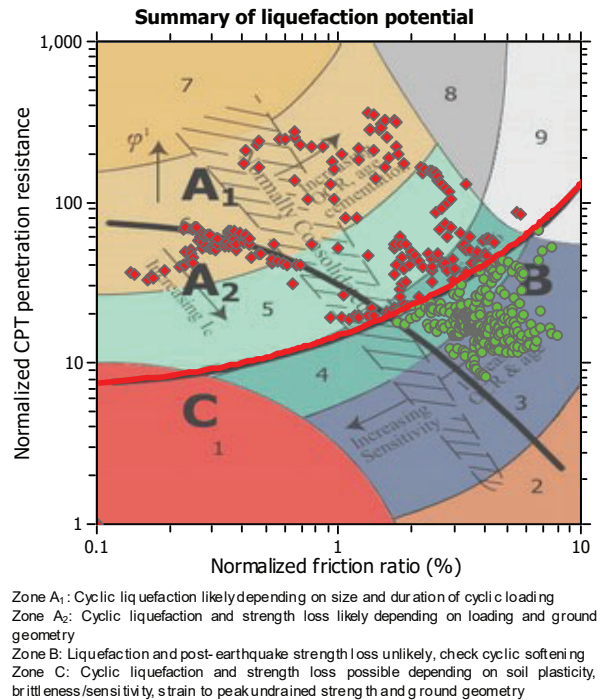 Summary of liquefaction potential
1,000
7
8
9
φ'
Increasing
OCR, age,
cementation
A1
Normally Consolidated
100
6
A2
B
Increasing Ic
5
10
4
3
C
1
Increasing
Sensitivity
OCR & age
2
1
0.1
1
10
Normalized CPT penetration resistance
Normalized friction ratio (%)
Zone A1: Cyclic liquefaction likely depending on size and duration of cyclic loading
Zone A2: Cyclic liquefaction and strength loss likely depending on loading and ground
geometry
Zone B: Liquefaction and post-earthquake strength loss unlikely, check cyclic softening
Zone C: Cyclic liquefaction and strength loss possible depending on soil plasticity,
brittleness/sensitivity, strain to peak undrained strength and ground geometry